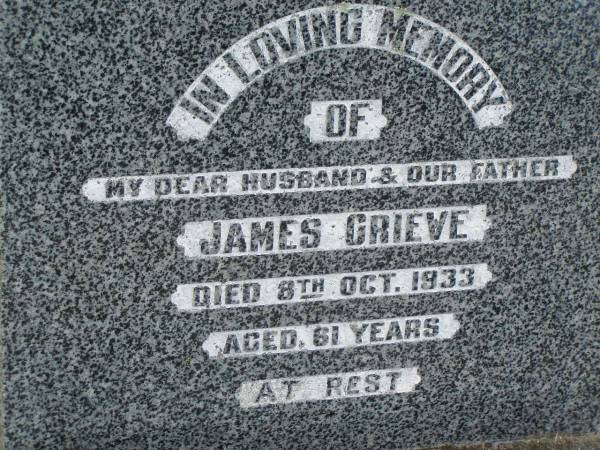 IN LOVING MEMORY
OF
MY DEAR HUSBAND & OUR FATHER
JAMES GRIEVE
DIED 8TH OCT. 1933
AGED 61 YEARS
AT REST